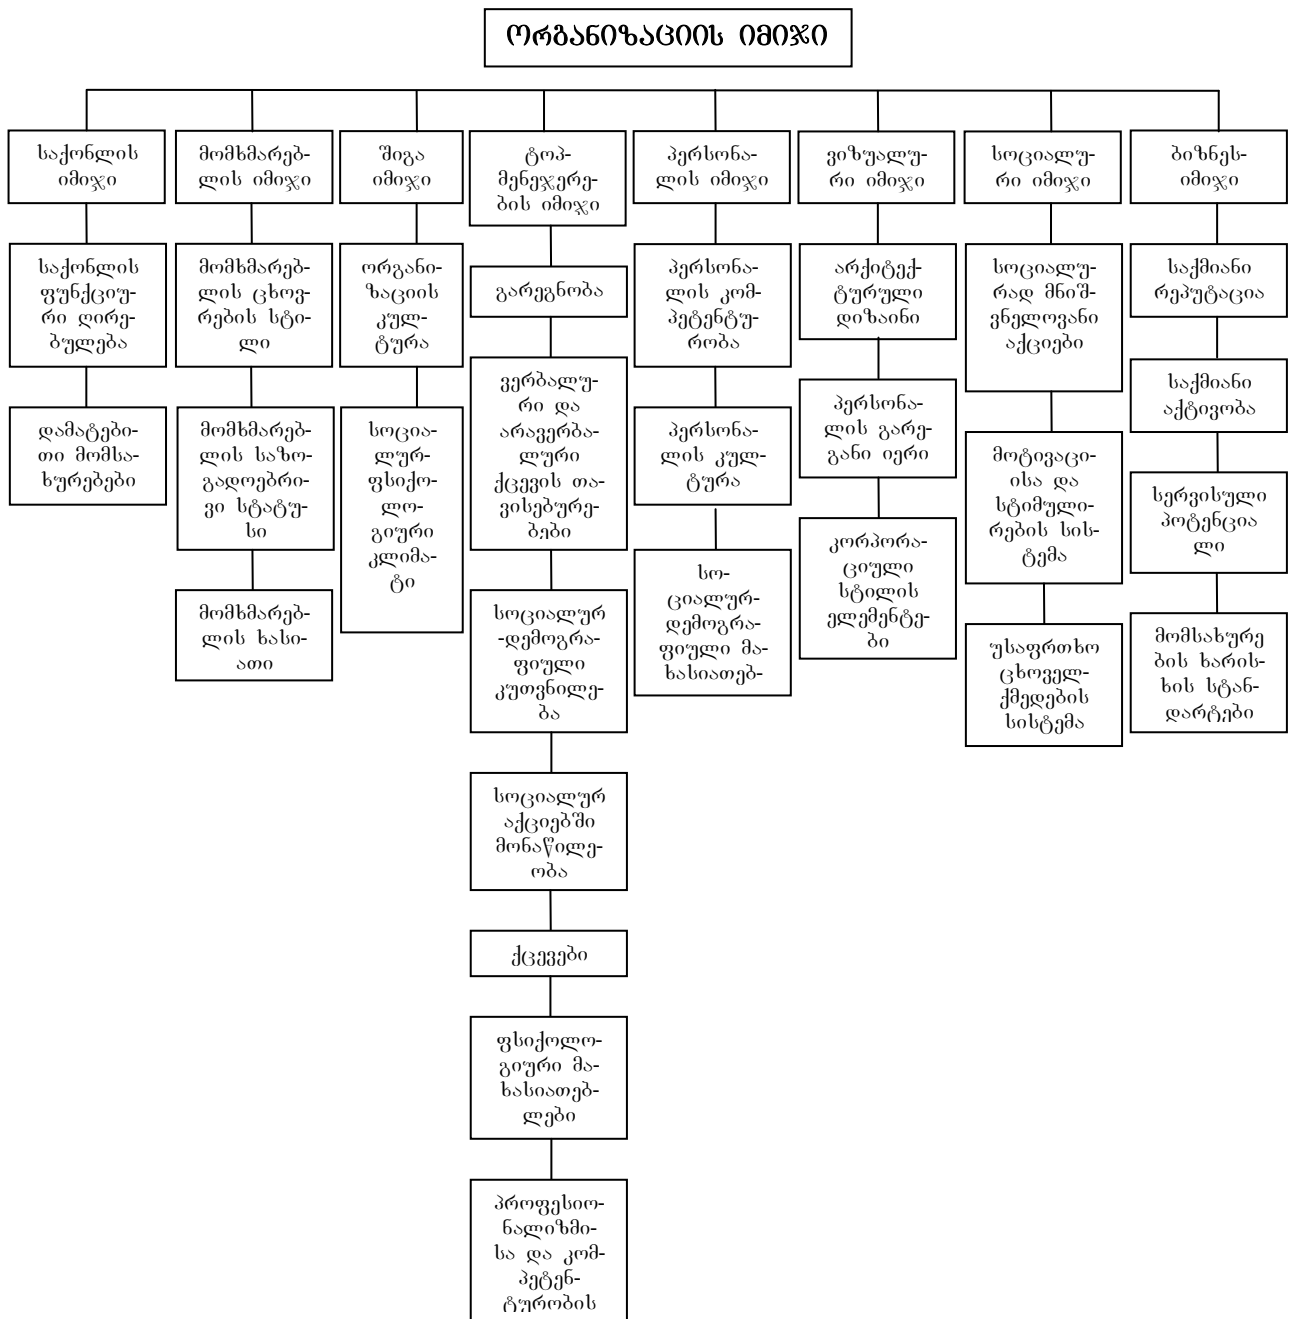 ორგანიზაციის იმიჯი
საქონლის
იმიჯი
საქონლის
ფუნქციუ-
რი ღირე-
ბულება
დამატები-
თი მომსა-
ხურებები
მომხმარებ-
ლის იმიჯი
მომხმარებ-
ლის ცხოვ-
რების სტი-
ლი
მომხმარებ-
ლის საზო-
გადოებრი-
ვი სტატუ-
სი
მომხმარებ-
ლის ხასი-
ათი
შიგა
იმიჯი
ორგანი-
ზაციის
კულ-
ტურა
სოცია-
ლურ-
ფსიქო-
ლო-
გიური
კლიმა-
ტი
ტოპ-
მენეჯერე-
ბის იმიჯი
გარეგნობა
ვერბალუ-
რი და
არავერბა-
ლური
ქცევის თა-
ვისებურე-
ბები
სოციალურ
-დემოგრა-
ფიული
კუთვნილე-
ბა
სოციალურ
აქციებში
მონაწილე-
ობა
ქცევები
ფსიქოლო-
გიური მა-
ხასიათებ-
ლები
პროფესიო-
ნალიზმი-
სა და კომ-
პეტენ-
ტურობის
პერსონა-
ლის იმიჯი
პერსონა-
ლის კომ-
პეტენტუ-
რობა
პერსონა-
ლის კულ-
ტურა
სო-
ციალურ-
დემოგრა-
ფიული მა-
ხასიათებ-
ვიზუალუ-
რი იმიჯი
არქიტექ-
ტურული
დიზაინი
პერსონა-
ლის გარე-
განი იერი
კორპორა-
ციული
სტილის
ელემენტე-
ბი
სოციალუ-
რი იმიჯი
სოციალუ-
რად მნიშ-
ვნელოვანი
აქციები
მოტივაცი-
ისა და
სტიმული-
რების სის-
ტემა
უსაფრთხო
ცხოველ-
ქმედების
სისტემა
ბიზნეს-
იმიჯი
საქმიანი
რეპუტაცია
საქმიანი
აქტივობა
სერვისული
პოტენცია
ლი
მომსახურე
ბის ხარის-
ხის სტან-
დარტები